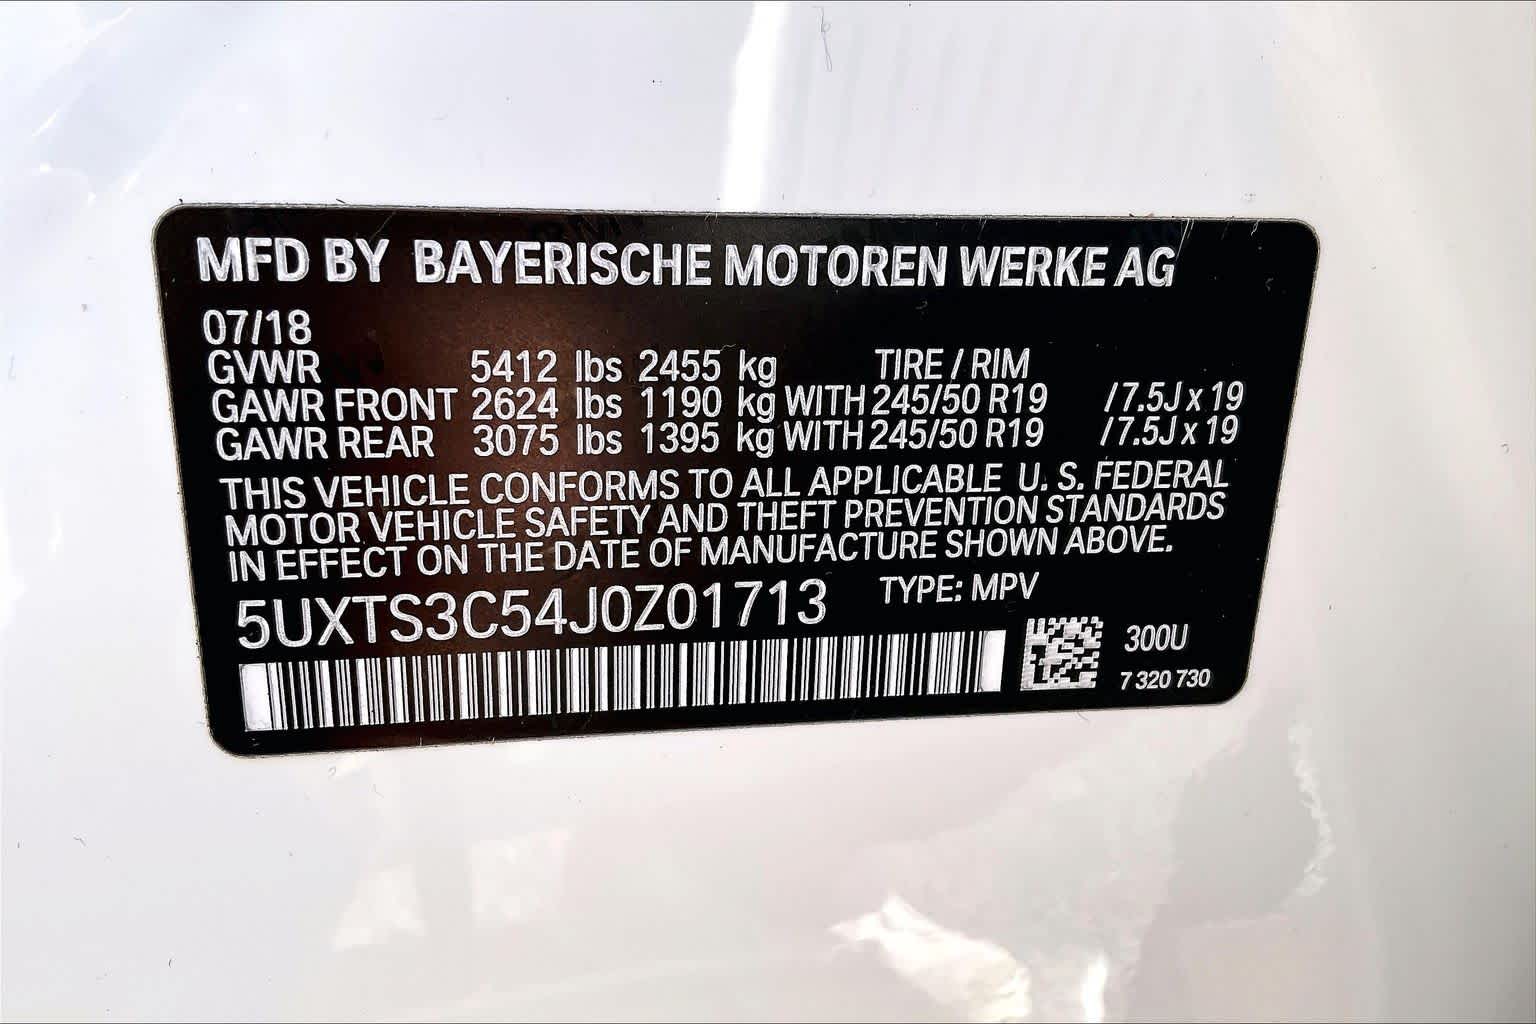 MFD BY BAYERISCHE MOTOREN WERKE AG
07/18
GVWR 5412 lbs 2455 kg TIRE / RIM
GAWR FRONT 2624 lbs 1190 kg WITH 245/50 R19 / 7.5J x 19
GAWR REAR 3075 lbs 1395 kg WITH 245/50 R19 / 7.5J x 19
THIS VEHICLE CONFORMS TO ALL APPLICABLE U. S. FEDERAL
MOTOR VEHICLE SAFETY AND THEFT PREVENTION STANDARDS
IN EFFECT ON THE DATE OF MANUFACTURE SHOWN ABOVE.
5UXTS3C54J0Z01713 TYPE: MPV
300U
7 320 730